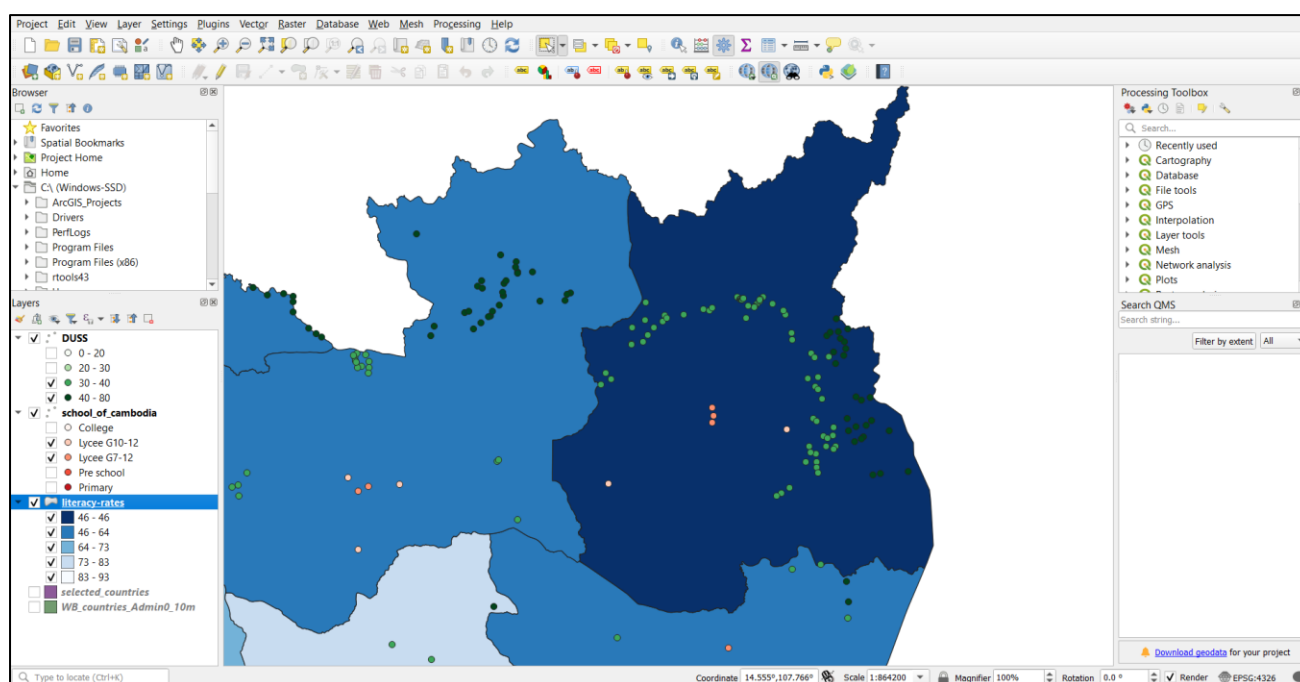 Project Edit View Layer Settings Plugins Vector Raster Database Web Mesh Processing Help
Browser
Favorites
Spatial Bookmarks
Project Home
Home
C:\ (Windows-SSD)
ArcGIS_Projects
Drivers
PerfLogs
Program Files
Program Files (x86)
rtools43
Layers
DUSS
0 - 20
20 - 30
30 - 40
40 - 80
school_of_cambodia
College
Lycee G10-12
Lycee G7-12
Pre school
Primary
literacy-rates
46 - 46
46 - 64
64 - 73
73 - 83
83 - 93
selected_countries
WB_countries_Admin0_10m
Processing Toolbox
Search...
Recently used
Cartography
Database
File tools
GPS
Interpolation
Layer tools
Mesh
Network analysis
Plots
Search QMS
Search string...
Filter by extent All
Download geodata for your project
Type to locate (Ctrl+K)
Coordinate 14.555°,107.766° Scale 1:864200 Magnifier 100% Rotation 0.0 ° Render EPSG:4326